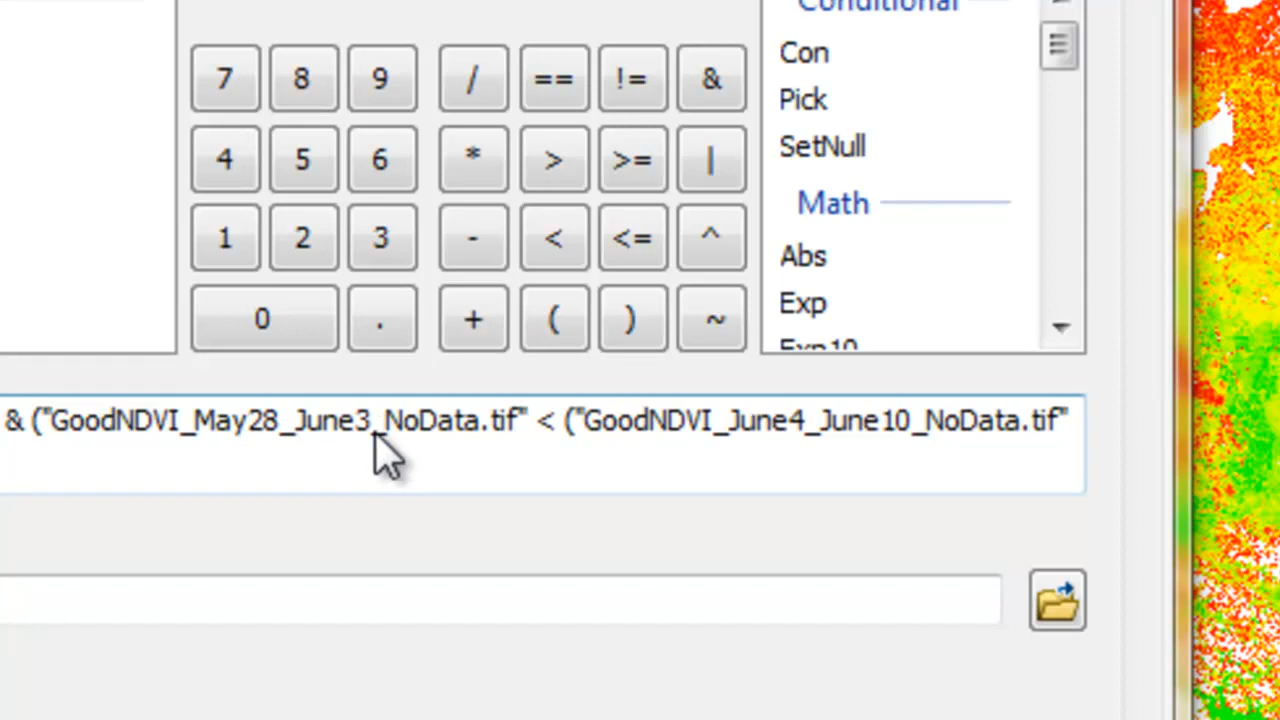 Conditional
7 8 9 / == != &
Con
Pick
4 5 6 * > >= |
SetNull
Math
1 2 3 - < <= ^
Abs
Exp
0 . + ( ) ~
Exp10
& ("GoodNDVI_May28_June3_NoData.tif" < ("GoodNDVI_June4_June10_NoData.tif"